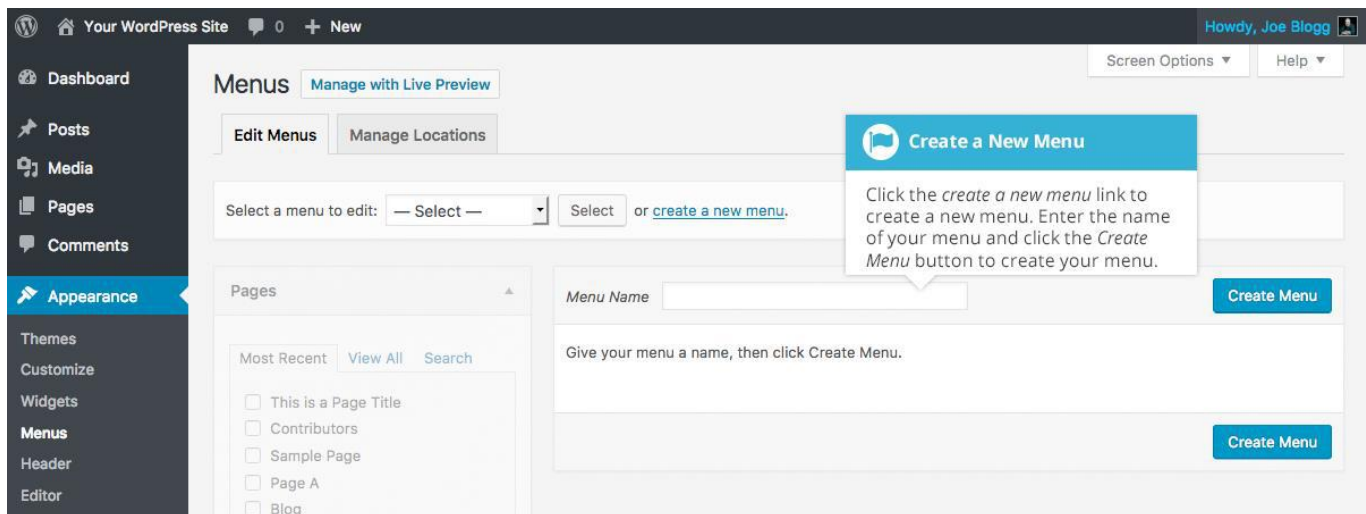 Your WordPress Site 0 + New Howdy, Joe Blogg
Screen Options Help
Dashboard
Posts
Media
Pages
Comments
Appearance
Themes
Customize
Widgets
Menus
Header
Editor
Menus Manage with Live Preview
Edit Menus Manage Locations
Select a menu to edit: — Select — Select or create a new menu.
Create a New Menu
Click the create a new menu link to
create a new menu. Enter the name
of your menu and click the Create
Menu button to create your menu.
Pages
Most Recent View All Search
This is a Page Title
Contributors
Sample Page
Page A
Blog
Menu Name Create Menu
Give your menu a name, then click Create Menu.
Create Menu